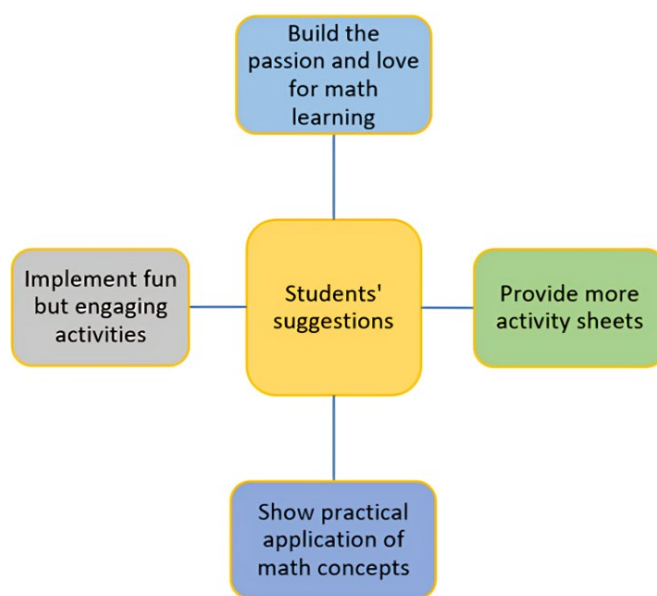 Build the
passion and love
for math
learning
Implement fun
but engaging
activities
Students'
suggestions
Provide more
activity sheets
Show practical
application of
math concepts